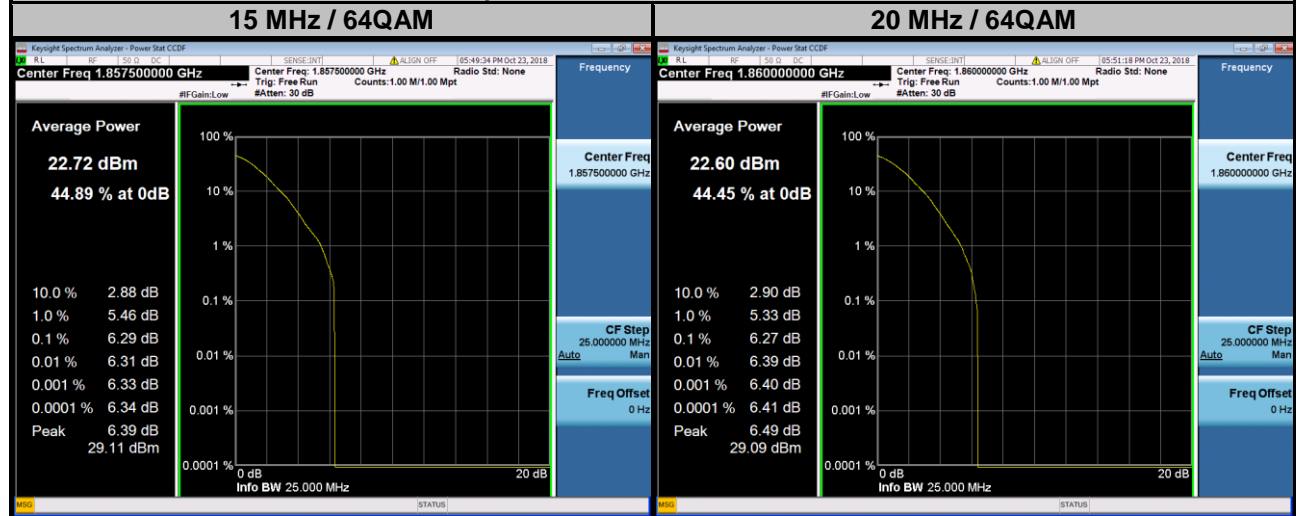 15 MHz / 64QAM
Keysight Spectrum Analyzer - Power Stat CCDF
RL RF 50 Ω DC SENSE:INT ALIGN OFF 05:49:34 PM Oct 23, 2018
Center Freq 1.857500000 GHz
Center Freq: 1.857500000 GHz Radio Std: None
Trig: Free Run Counts:1.00 M/1.00 Mpt
#IFGain:Low #Atten: 30 dB
Frequency
Average Power
22.72 dBm
44.89 % at 0dB
10.0 % 2.88 dB
1.0 % 5.46 dB
0.1 % 6.29 dB
0.01 % 6.31 dB
0.001 % 6.33 dB
0.0001 % 6.34 dB
Peak 6.39 dB
29.11 dBm
100 %
10 %
1 %
0.1 %
0.01 %
0.001 %
0.0001 %
0 dB 20 dB
Info BW 25.000 MHz
Center Freq
1.857500000 GHz
CF Step
25.000000 MHz
Auto Man
Freq Offset
0 Hz
MSG STATUS
20 MHz / 64QAM
Keysight Spectrum Analyzer - Power Stat CCDF
RL RF 50 Ω DC SENSE:INT ALIGN OFF 05:51:18 PM Oct 23, 2018
Center Freq 1.860000000 GHz
Center Freq: 1.860000000 GHz Radio Std: None
Trig: Free Run Counts:1.00 M/1.00 Mpt
#IFGain:Low #Atten: 30 dB
Frequency
Average Power
22.60 dBm
44.45 % at 0dB
10.0 % 2.90 dB
1.0 % 5.33 dB
0.1 % 6.27 dB
0.01 % 6.39 dB
0.001 % 6.40 dB
0.0001 % 6.41 dB
Peak 6.49 dB
29.09 dBm
100 %
10 %
1 %
0.1 %
0.01 %
0.001 %
0.0001 %
0 dB 20 dB
Info BW 25.000 MHz
Center Freq
1.860000000 GHz
CF Step
25.000000 MHz
Auto Man
Freq Offset
0 Hz
MSG STATUS